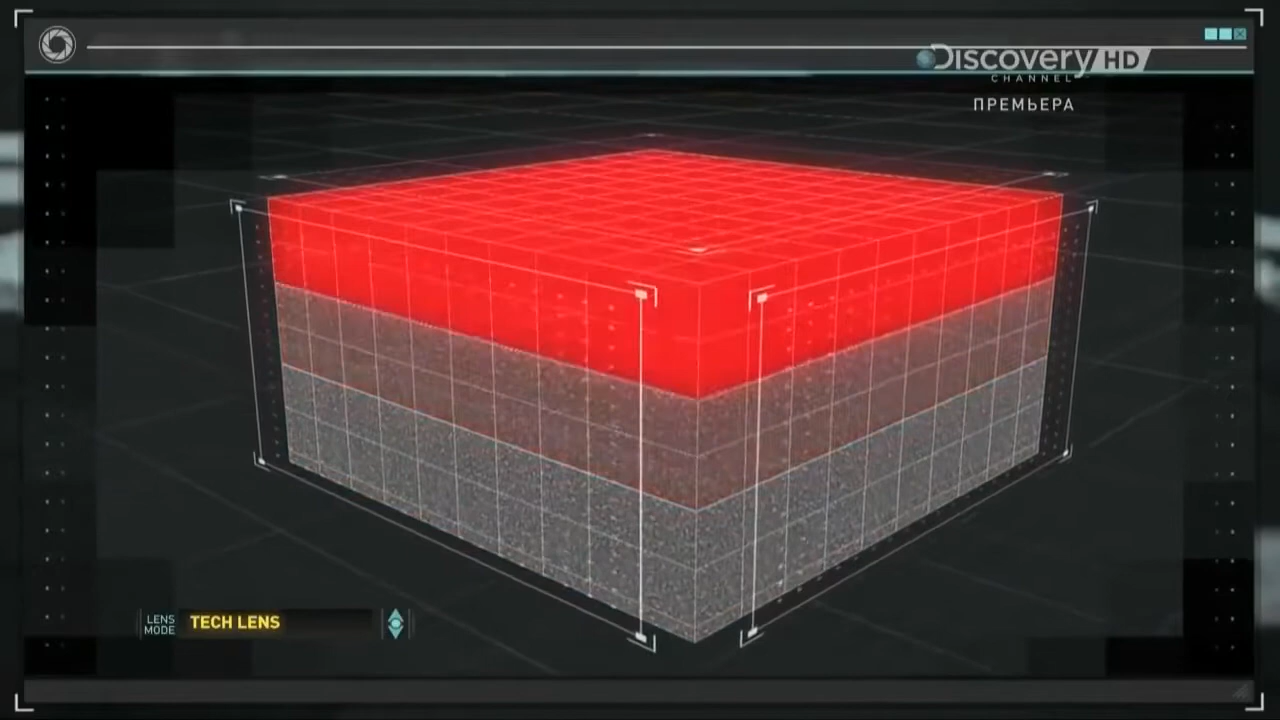 Discovery HD
CHANNEL
ПРЕМЬЕРА
LENS
MODE
TECH LENS